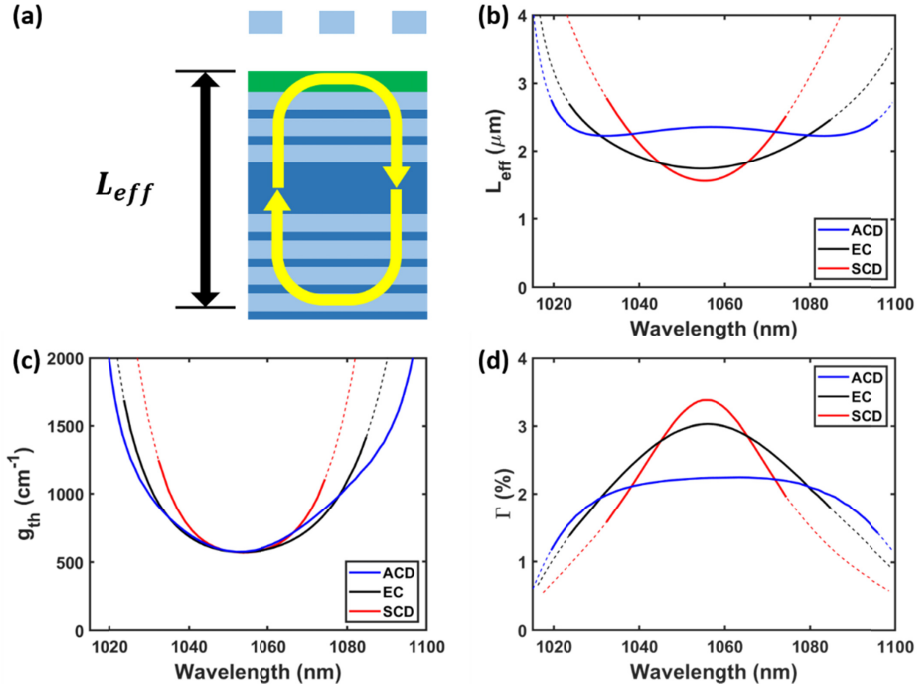 (a)
L_eff
(b)
L_eff (μm)
4
3
2
1
0
1020 1040 1060 1080 1100
Wavelength (nm)
ACD
EC
SCD
(c)
g_th (cm⁻¹)
2000
1500
1000
500
0
1020 1040 1060 1080 1100
Wavelength (nm)
ACD
EC
SCD
(d)
Γ (%)
4
3
2
1
0
1020 1040 1060 1080 1100
Wavelength (nm)
ACD
EC
SCD